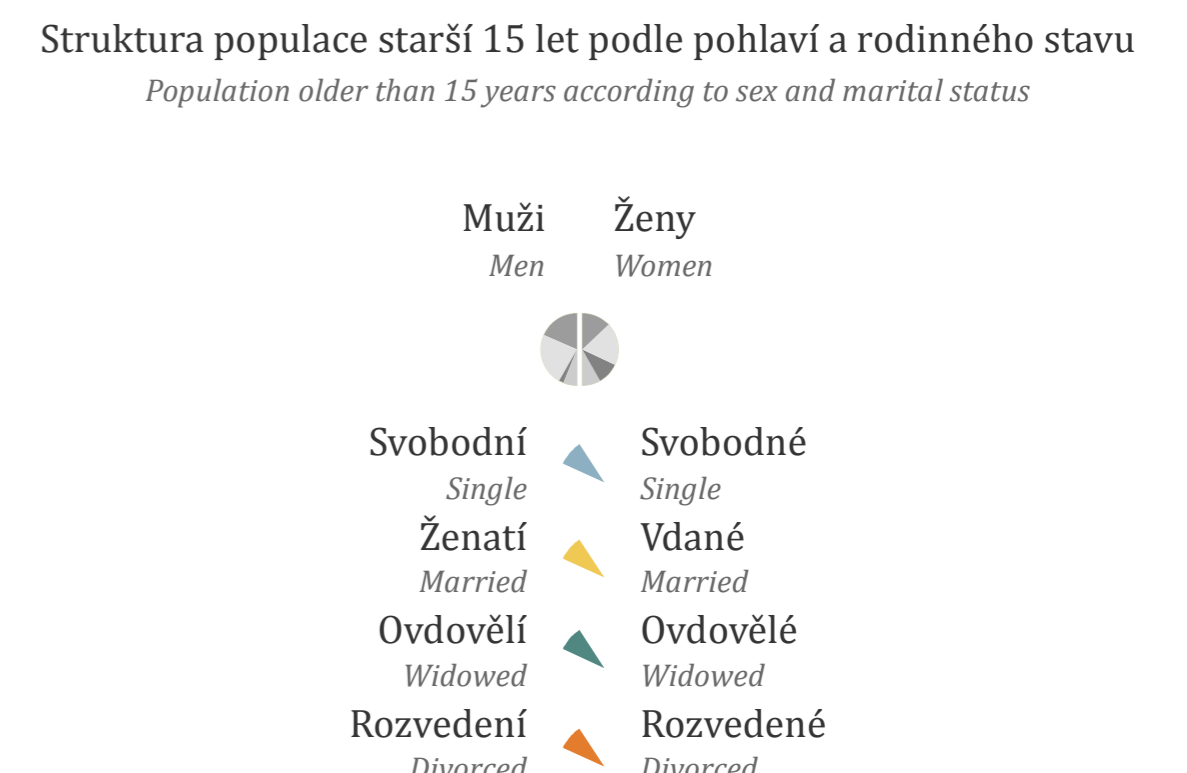 Struktura populace starší 15 let podle pohlaví a rodinného stavu
Population older than 15 years according to sex and marital status
Muži Ženy
Men Women
Svobodní Svobodné
Single Single
Ženatí Vdané
Married Married
Ovdovělí Ovdovělé
Widowed Widowed
Rozvedení Rozvedené
Divorced Divorced